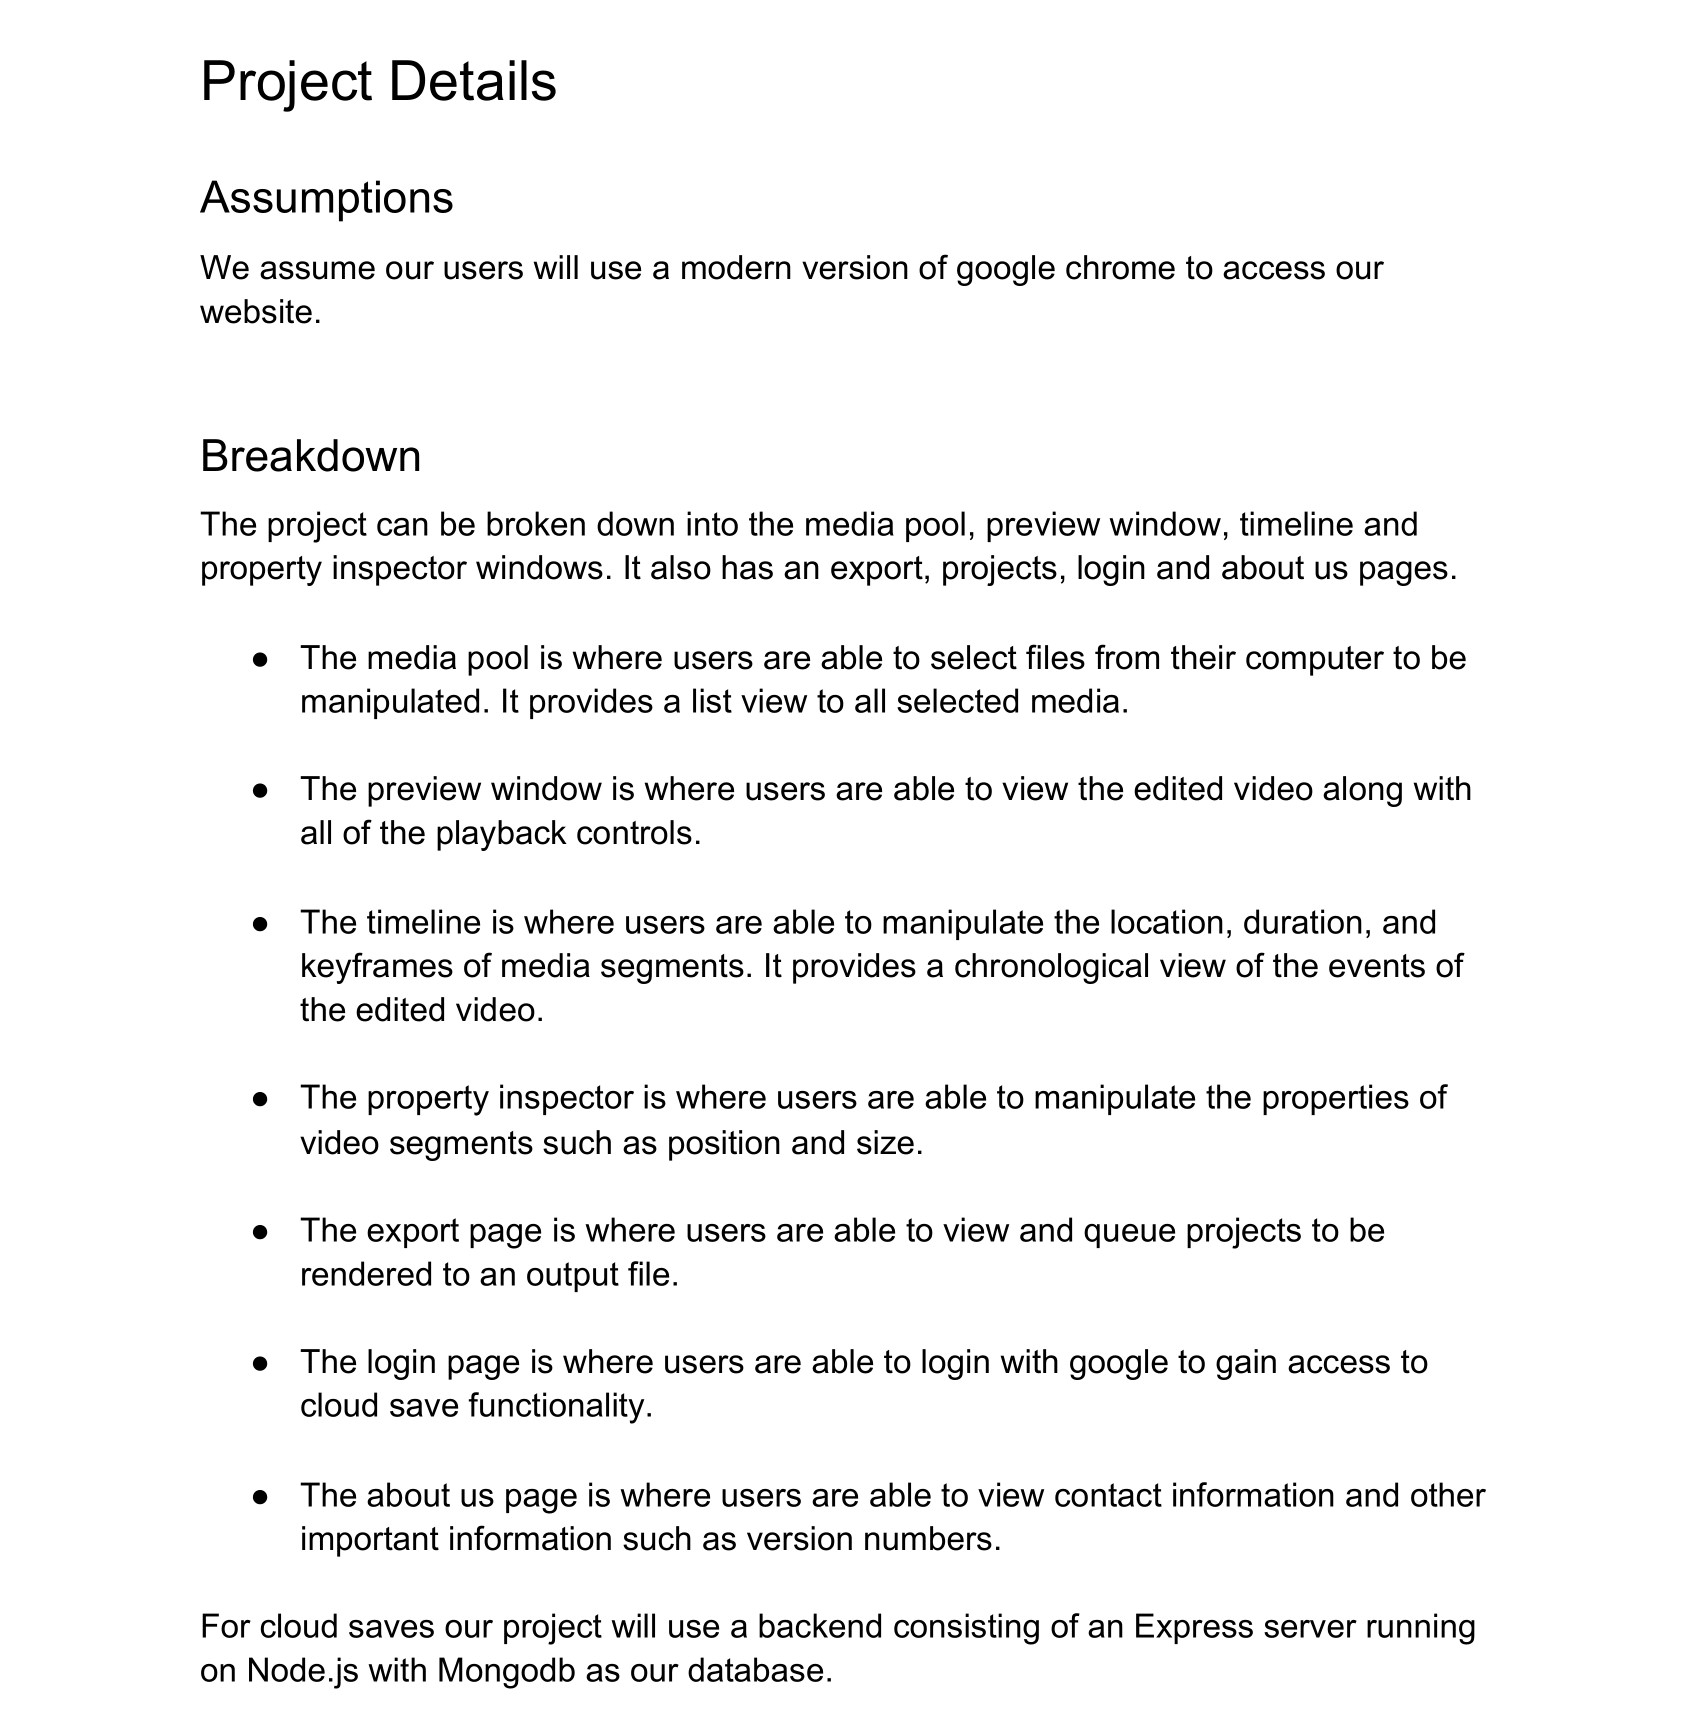 Project Details
Assumptions
We assume our users will use a modern version of google chrome to access our
website.
Breakdown
The project can be broken down into the media pool, preview window, timeline and
property inspector windows. It also has an export, projects, login and about us pages.
● The media pool is where users are able to select files from their computer to be
manipulated. It provides a list view to all selected media.
● The preview window is where users are able to view the edited video along with
all of the playback controls.
● The timeline is where users are able to manipulate the location, duration, and
keyframes of media segments. It provides a chronological view of the events of
the edited video.
● The property inspector is where users are able to manipulate the properties of
video segments such as position and size.
● The export page is where users are able to view and queue projects to be
rendered to an output file.
● The login page is where users are able to login with google to gain access to
cloud save functionality.
● The about us page is where users are able to view contact information and other
important information such as version numbers.
For cloud saves our project will use a backend consisting of an Express server running
on Node.js with Mongodb as our database.